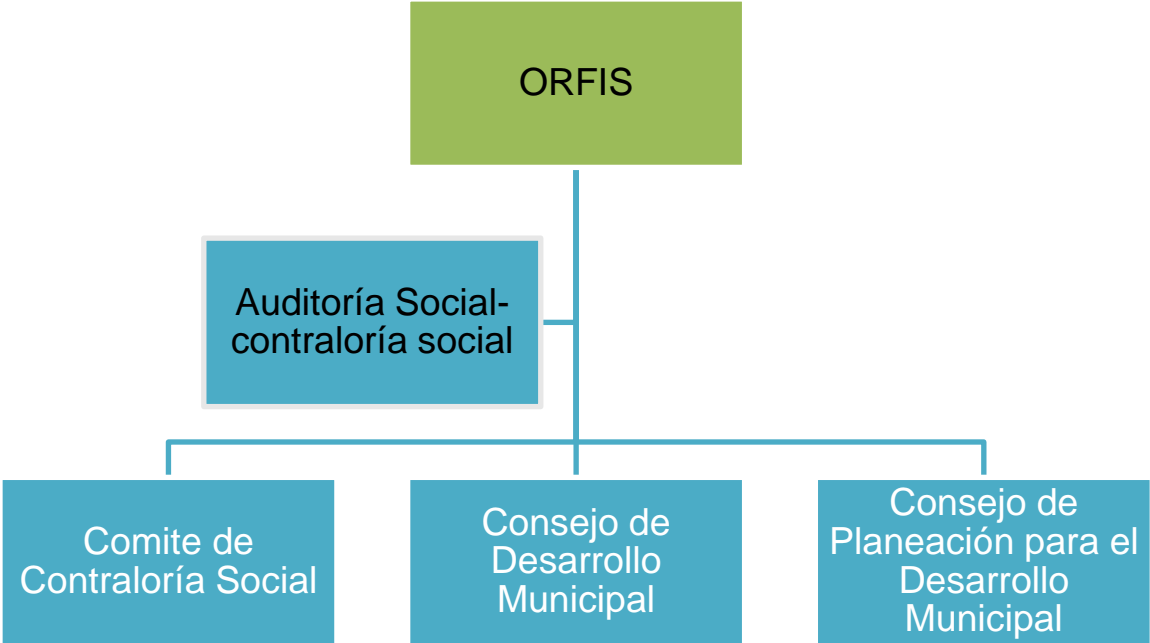 ORFIS
Auditoría Social-
contraloría social
Comite de
Contraloría Social
Consejo de
Desarrollo
Municipal
Consejo de
Planeación para el
Desarrollo
Municipal